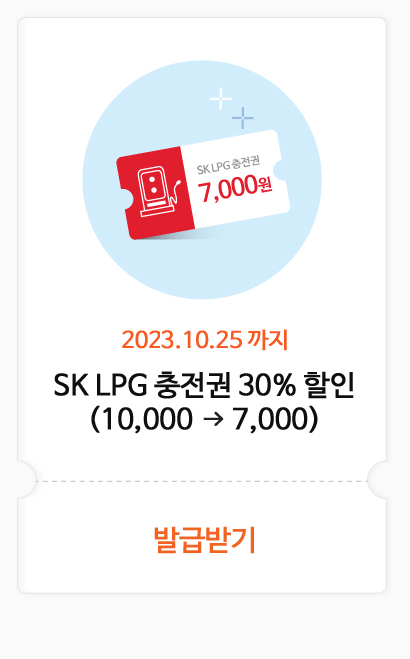 SK LPG 충전권
7,000원
2023.10.25 까지
SK LPG 충전권 30% 할인
(10,000 → 7,000)
발급받기